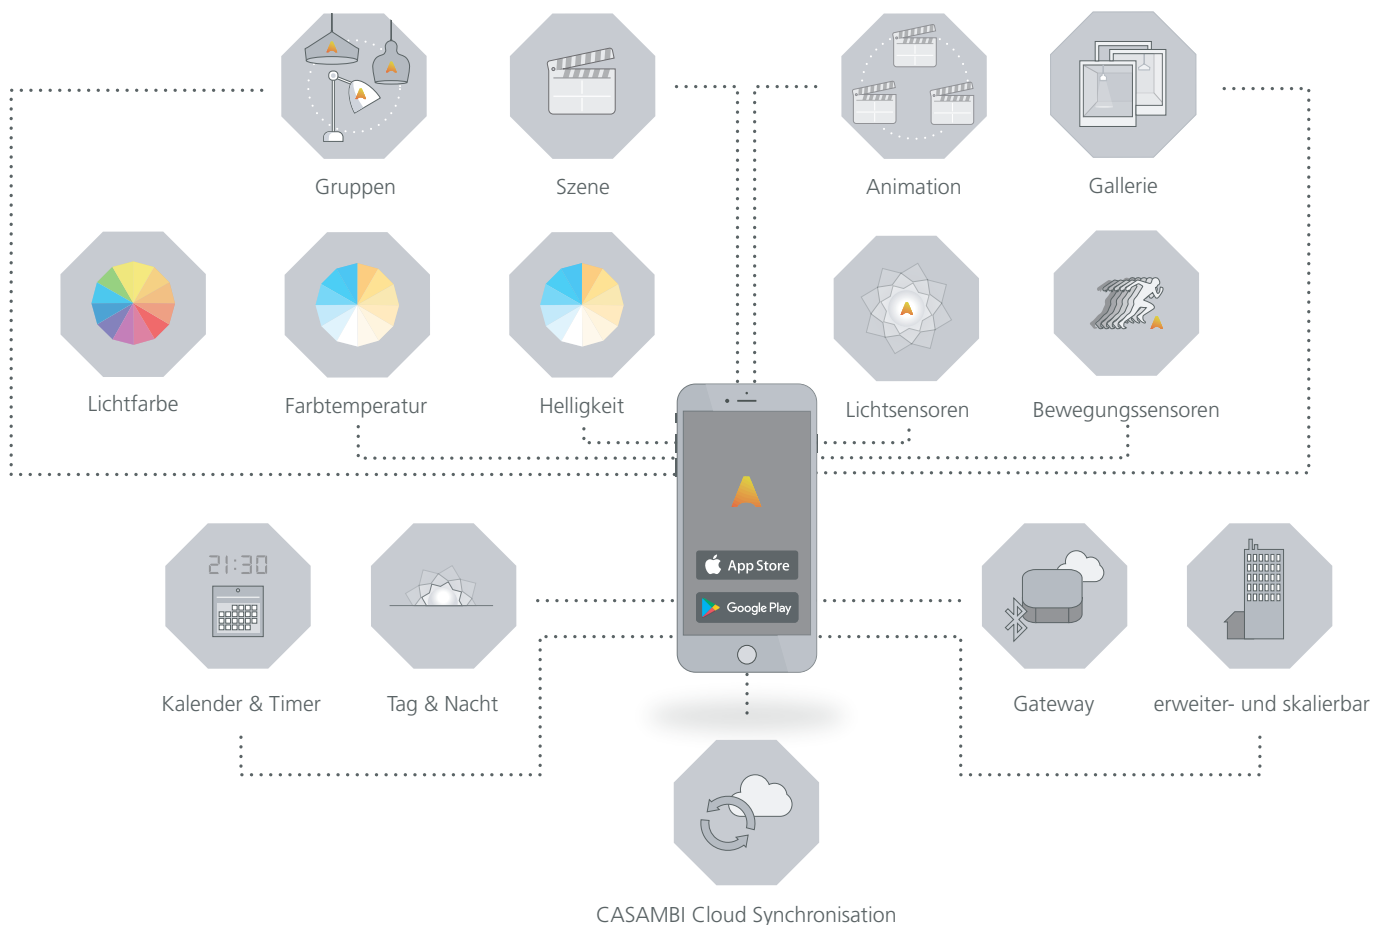 Gruppen
Szene
Animation
Gallerie
Lichtfarbe
Farbtemperatur
Helligkeit
Lichtsensoren
Bewegungssensoren
App Store
Google Play
21:30
Kalender & Timer
Tag & Nacht
Gateway
erweiter- und skalierbar
CASAMBI Cloud Synchronisation